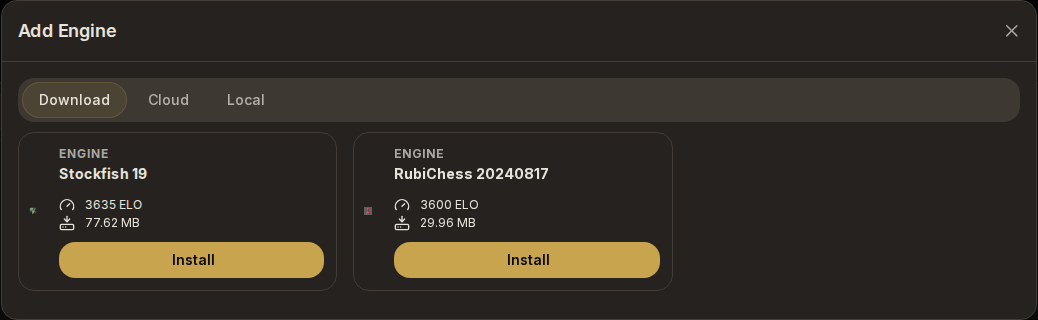 Add Engine
Download Cloud Local
ENGINE
Stockfish 19
3635 ELO
77.62 MB
Install
ENGINE
RubiChess 20240817
3600 ELO
29.96 MB
Install